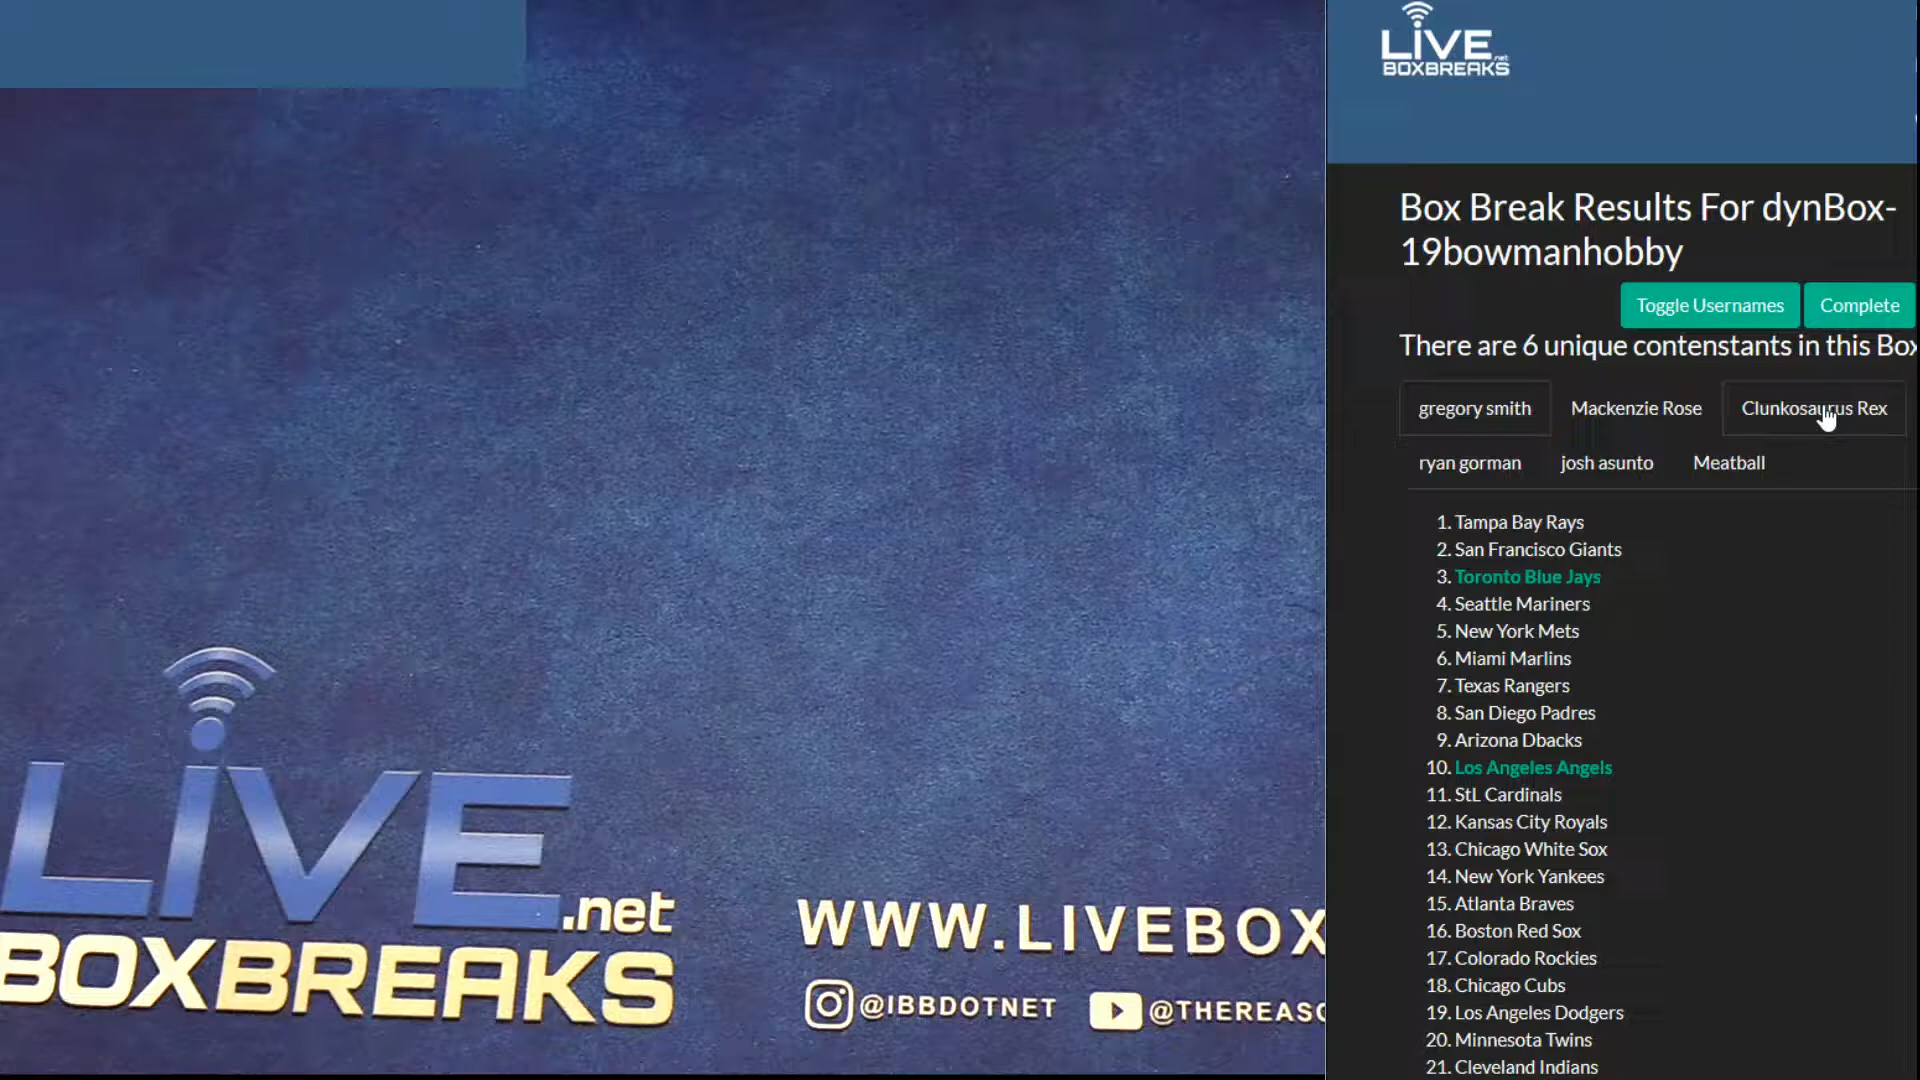 LIVE
.net
BOXBREAKS
WWW.LIVEBOX
@IBBDOTNET
@THEREASO
LIVE
.net
BOXBREAKS
Box Break Results For dynBox-
19bowmanhobby
Toggle Usernames
Complete
There are 6 unique contenstants in this Box
gregory smith
Mackenzie Rose
Clunkosaurus Rex
ryan gorman
josh asunto
Meatball
1. Tampa Bay Rays
2. San Francisco Giants
3. Toronto Blue Jays
4. Seattle Mariners
5. New York Mets
6. Miami Marlins
7. Texas Rangers
8. San Diego Padres
9. Arizona Dbacks
10. Los Angeles Angels
11. StL Cardinals
12. Kansas City Royals
13. Chicago White Sox
14. New York Yankees
15. Atlanta Braves
16. Boston Red Sox
17. Colorado Rockies
18. Chicago Cubs
19. Los Angeles Dodgers
20. Minnesota Twins
21. Cleveland Indians